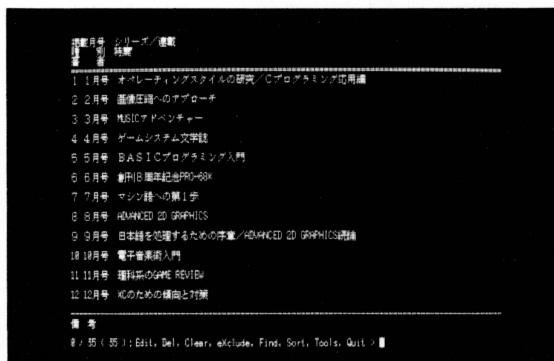 掲載月号 シリーズ／連載
種 別 特集
著 者
1 1月号 オペレーティングスタイルの研究／Cプログラミング応用編
2 2月号 画像圧縮へのアプローチ
3 3月号 MUSICアドベンチャー
4 4月号 ゲームシステム文学誌
5 5月号 BASICプログラミング入門
6 6月号 創刊8周年記念PRO-68K
7 7月号 マシン語への第1歩
8 8月号 ADVANCED 2D GRAPHICS
9 9月号 日本語を処理するための序章／ADVANCED 2D GRAPHICS続論
10 10月号 電子音楽術入門
11 11月号 理科系のGAME REVIEW
12 12月号 XCのための傾向と対策
備 考
0 / 55 ( 55 ) : Edit, Del, Clear, eXclude, Find, Sort, Tools, Quit >